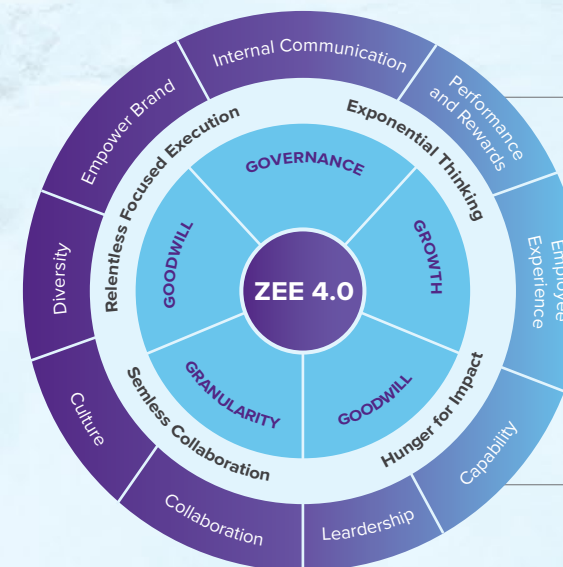 Internal Communication
Performance
and Rewards
Employee
Experience
Capability
Leardership
Collaboration
Culture
Diversity
Empower Brand
Relentless Focused Execution
Exponential Thinking
Hunger for Impact
Semless Collaboration
GOVERNANCE
GROWTH
GOODWILL
GRANULARITY
GOODWILL
ZEE 4.0